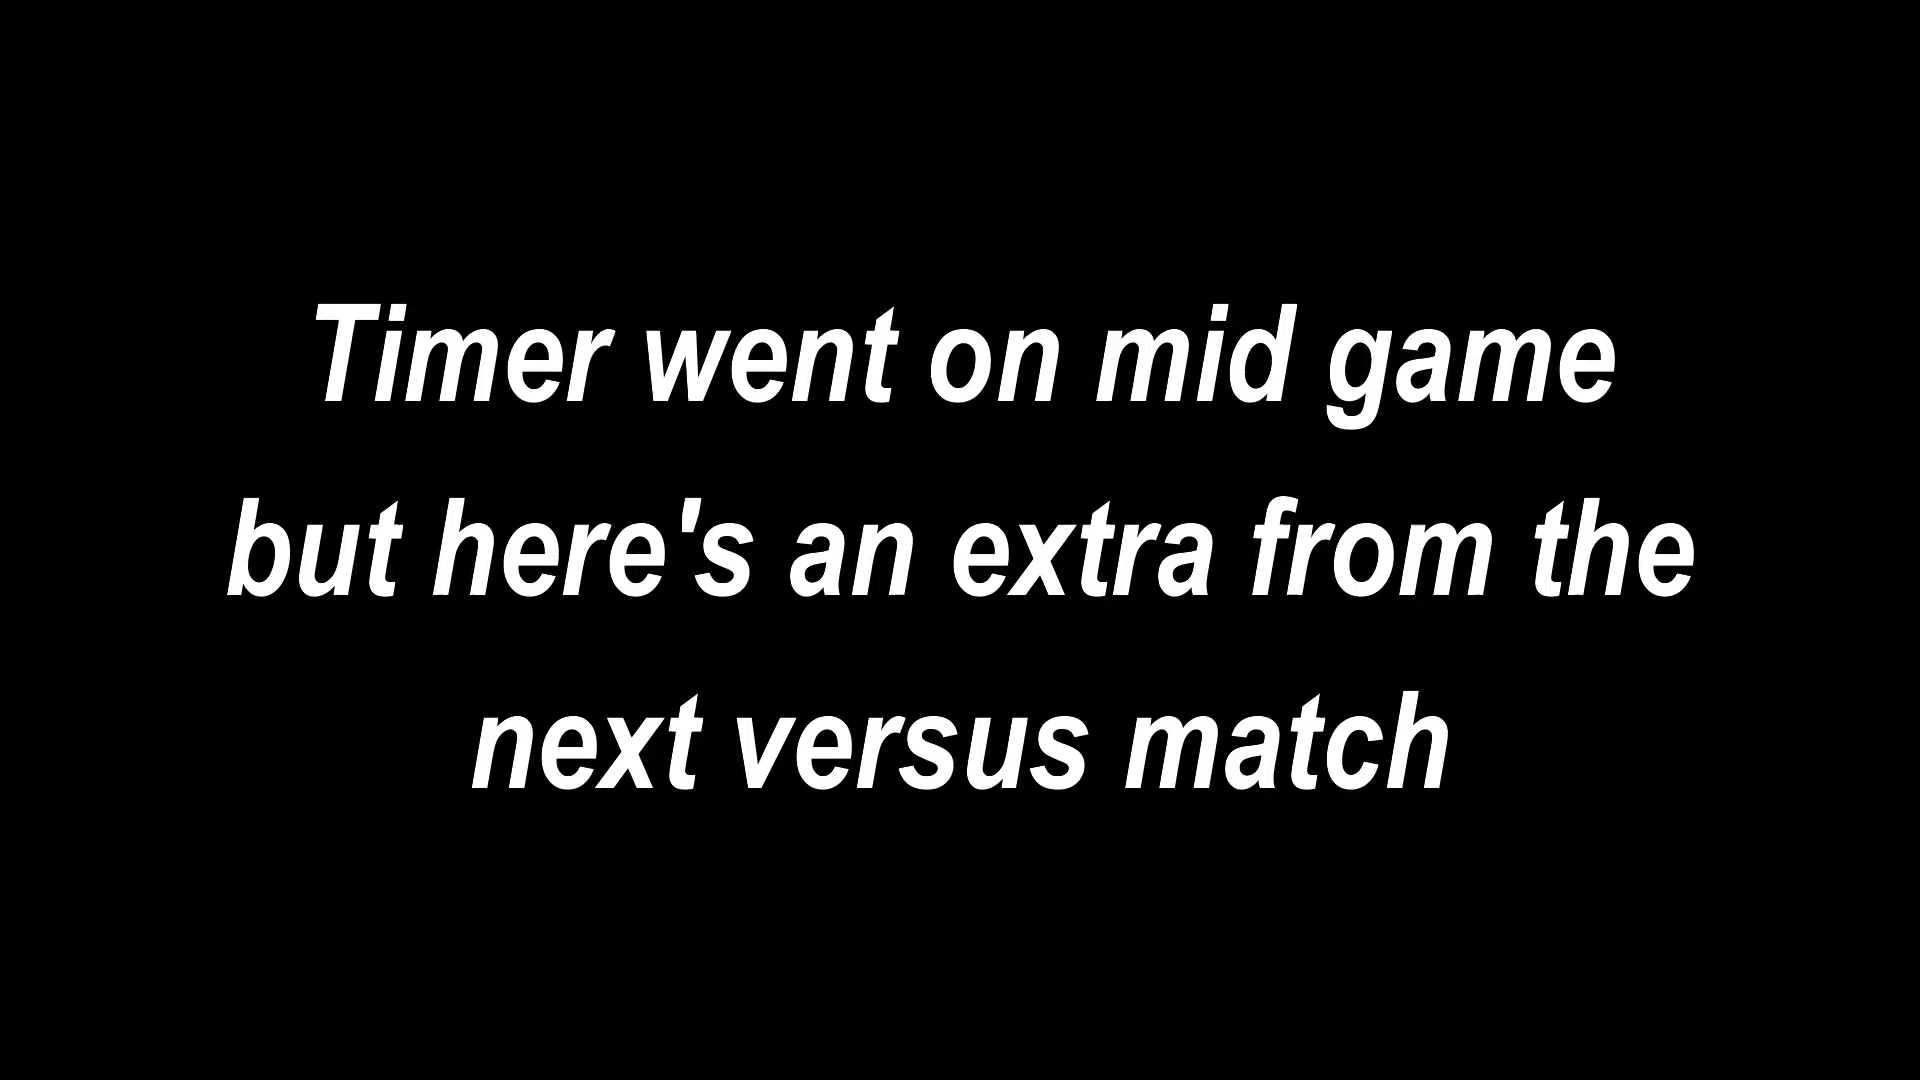 Timer went on mid game
but here's an extra from the
next versus match